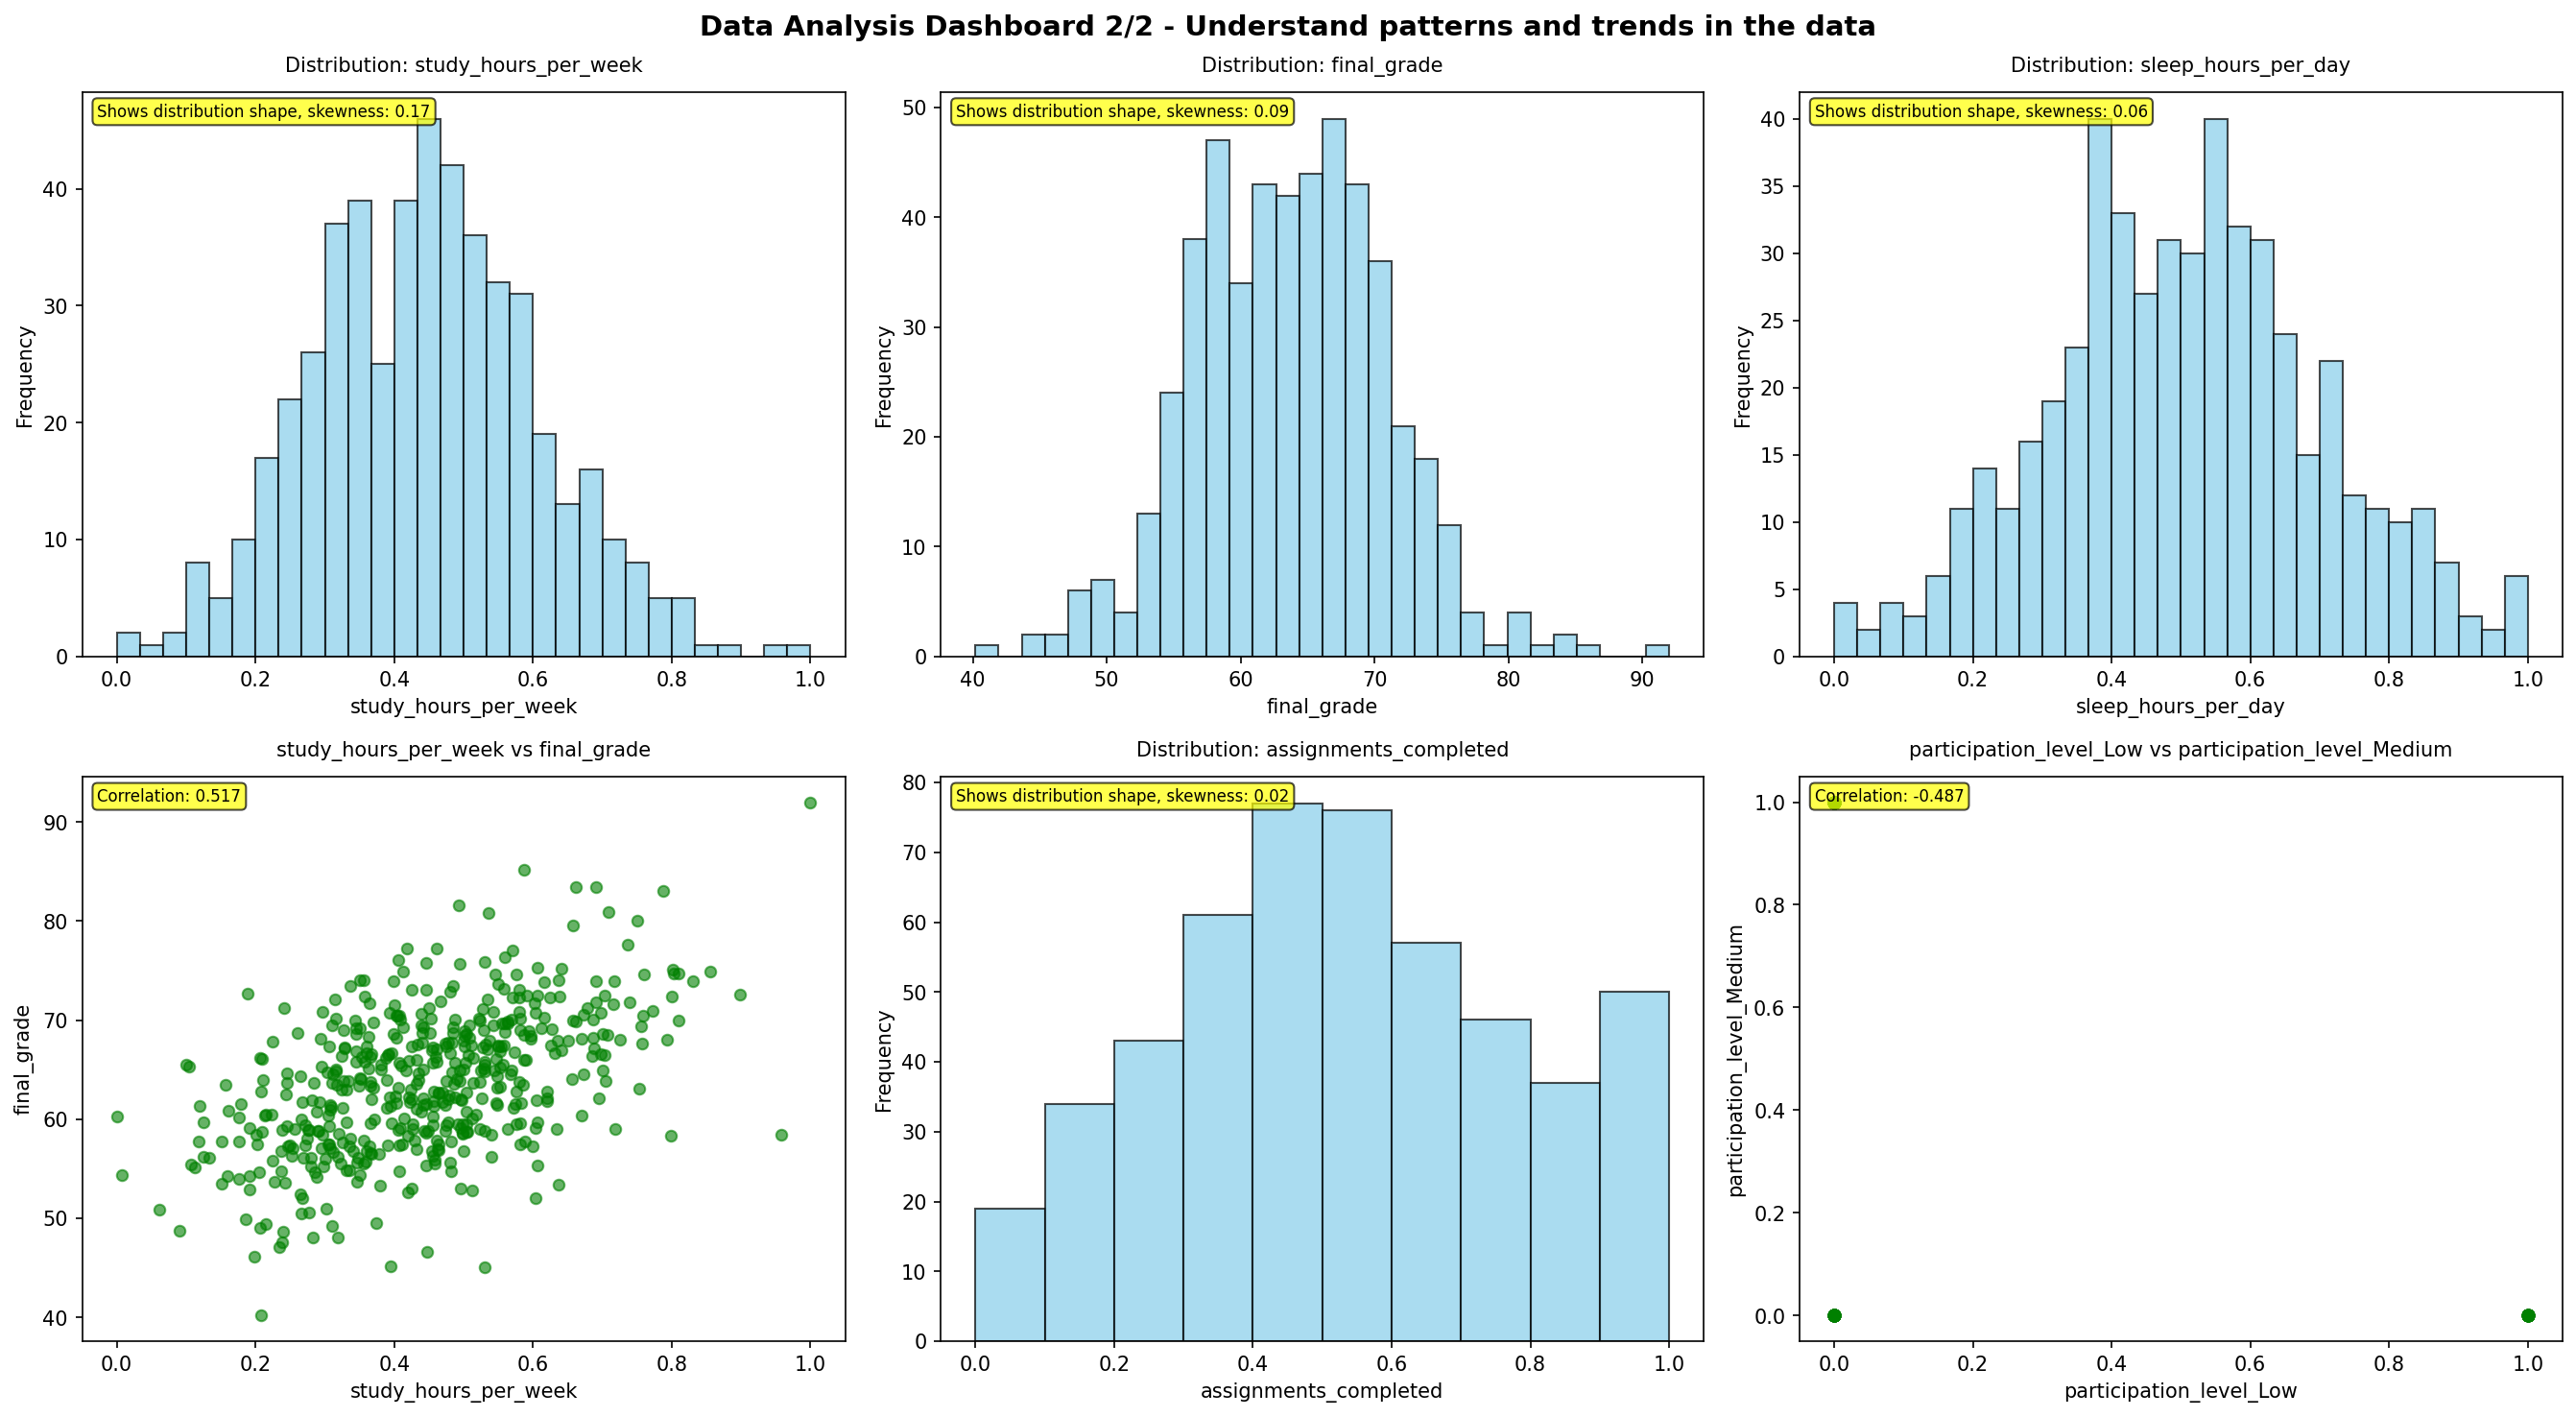 Data Analysis Dashboard 2/2 - Understand patterns and trends in the data
Distribution: study_hours_per_week
Shows distribution shape, skewness: 0.17
Frequency
40
30
20
10
0
0.0 0.2 0.4 0.6 0.8 1.0
study_hours_per_week
Distribution: final_grade
Shows distribution shape, skewness: 0.09
Frequency
50
40
30
20
10
0
40 50 60 70 80 90
final_grade
Distribution: sleep_hours_per_day
Shows distribution shape, skewness: 0.06
Frequency
40
35
30
25
20
15
10
5
0
0.0 0.2 0.4 0.6 0.8 1.0
sleep_hours_per_day
study_hours_per_week vs final_grade
Correlation: 0.517
final_grade
90
80
70
60
50
40
0.0 0.2 0.4 0.6 0.8 1.0
study_hours_per_week
Distribution: assignments_completed
Shows distribution shape, skewness: 0.02
Frequency
80
70
60
50
40
30
20
10
0
0.0 0.2 0.4 0.6 0.8 1.0
assignments_completed
participation_level_Low vs participation_level_Medium
Correlation: -0.487
participation_level_Medium
1.0
0.8
0.6
0.4
0.2
0.0
0.0 0.2 0.4 0.6 0.8 1.0
participation_level_Low